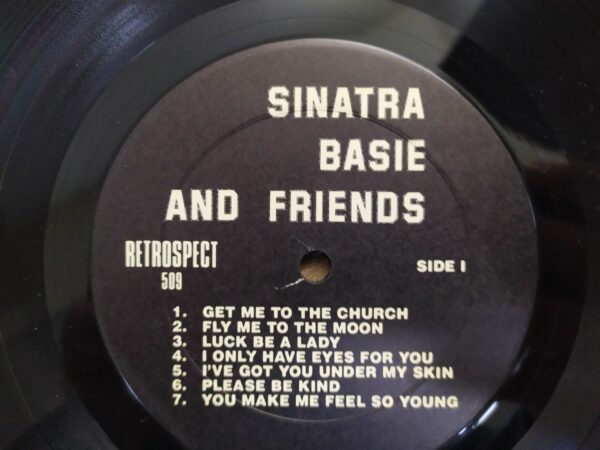 SINATRA
BASIE
AND FRIENDS
RETROSPECT
509
SIDE I
1. GET ME TO THE CHURCH
2. FLY ME TO THE MOON
3. LUCK BE A LADY
4. I ONLY HAVE EYES FOR YOU
5. I'VE GOT YOU UNDER MY SKIN
6. PLEASE BE KIND
7. YOU MAKE ME FEEL SO YOUNG